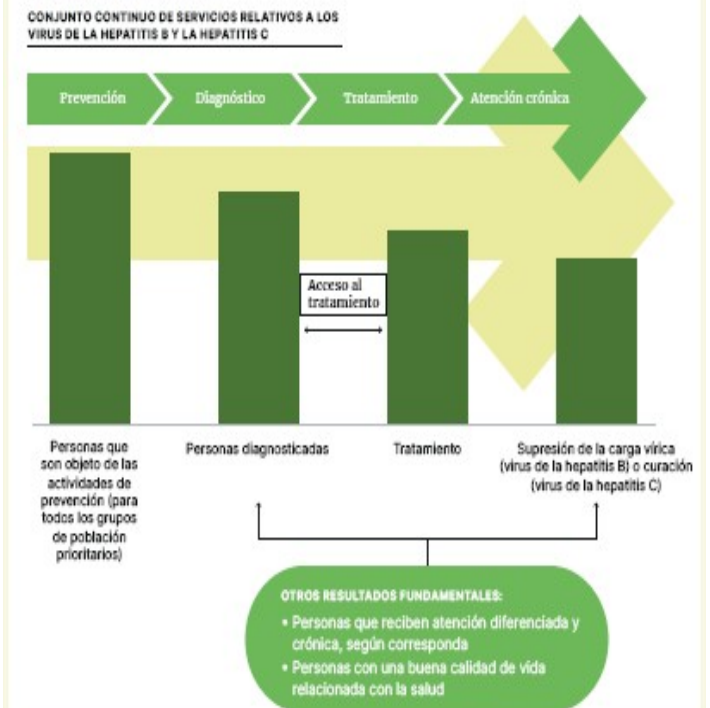 CONJUNTO CONTINUO DE SERVICIOS RELATIVOS A LOS
VIRUS DE LA HEPATITIS B Y LA HEPATITIS C
Prevención
Diagnóstico
Tratamiento
Atención crónica
Acceso al
tratamiento
Personas que
son objeto de las
actividades de
prevención (para
todos los grupos
de población
prioritarios)
Personas diagnosticadas
Tratamiento
Supresión de la carga vírica
(virus de la hepatitis B) o curación
(virus de la hepatitis C)
OTROS RESULTADOS FUNDAMENTALES:
• Personas que reciben atención diferenciada y
crónica, según corresponda
• Personas con una buena calidad de vida
relacionada con la salud